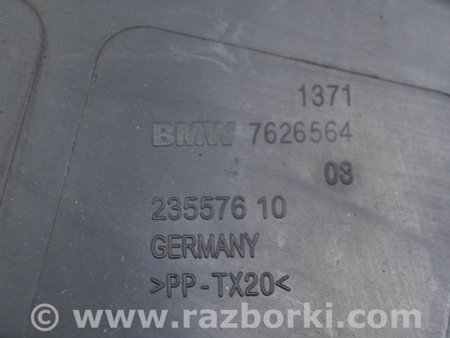 1371
BMW 7626564
08
235576 10
GERMANY
>PP-TX20<
© www.razborki.com